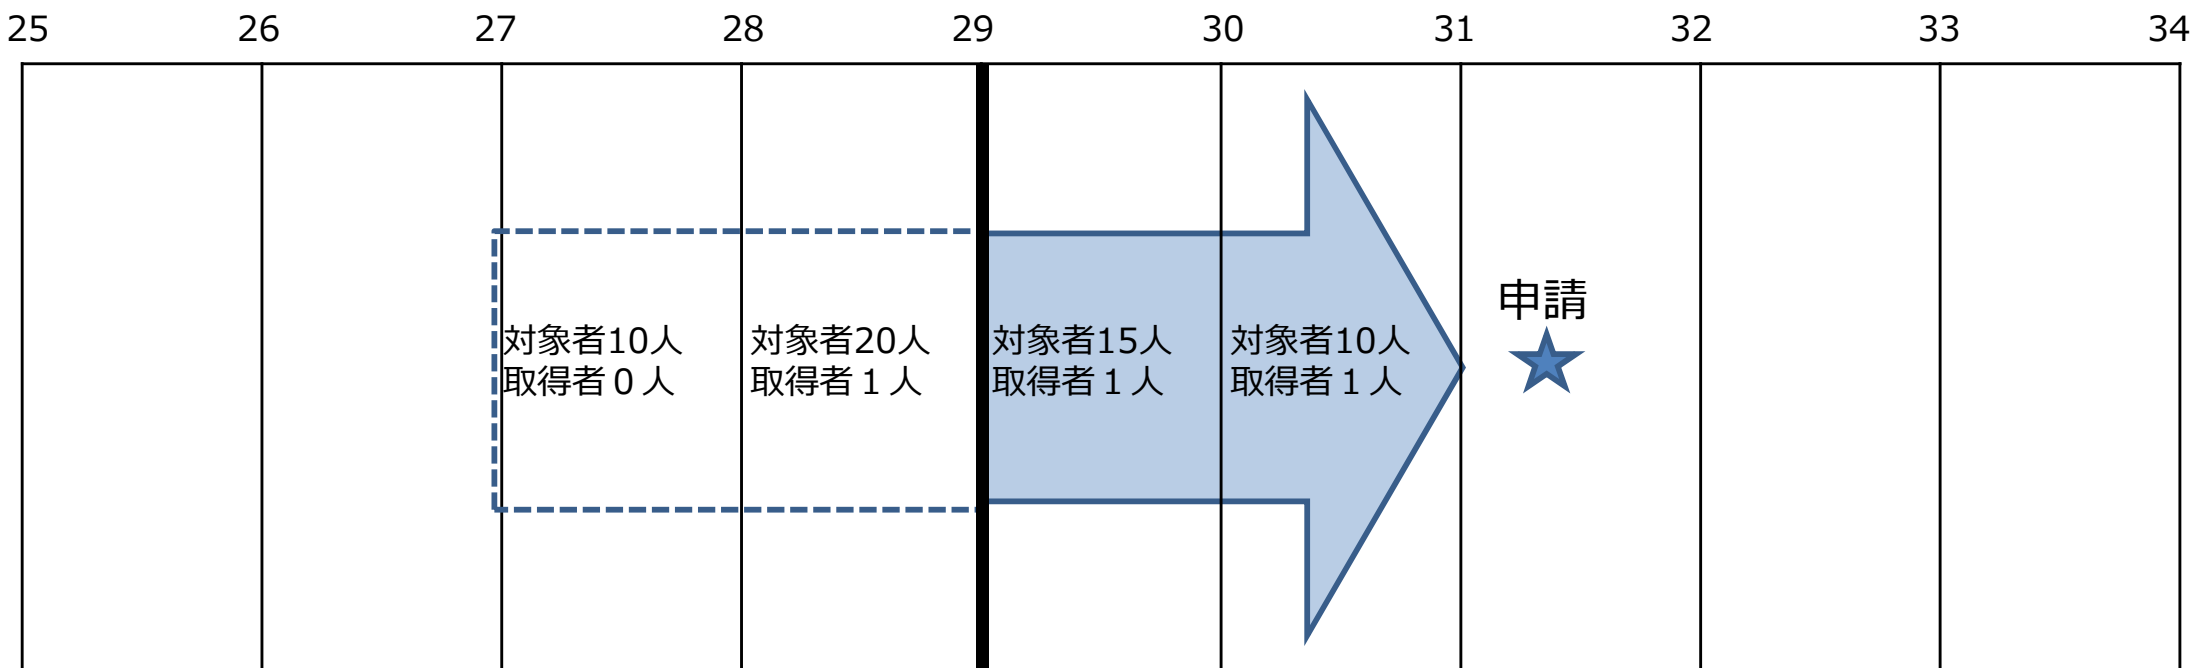 25 26 27 28 29 30 31 32 33 34
申請
対象者10人 対象者20人 対象者15人 対象者10人
取得者０人 取得者１人 取得者１人 取得者１人